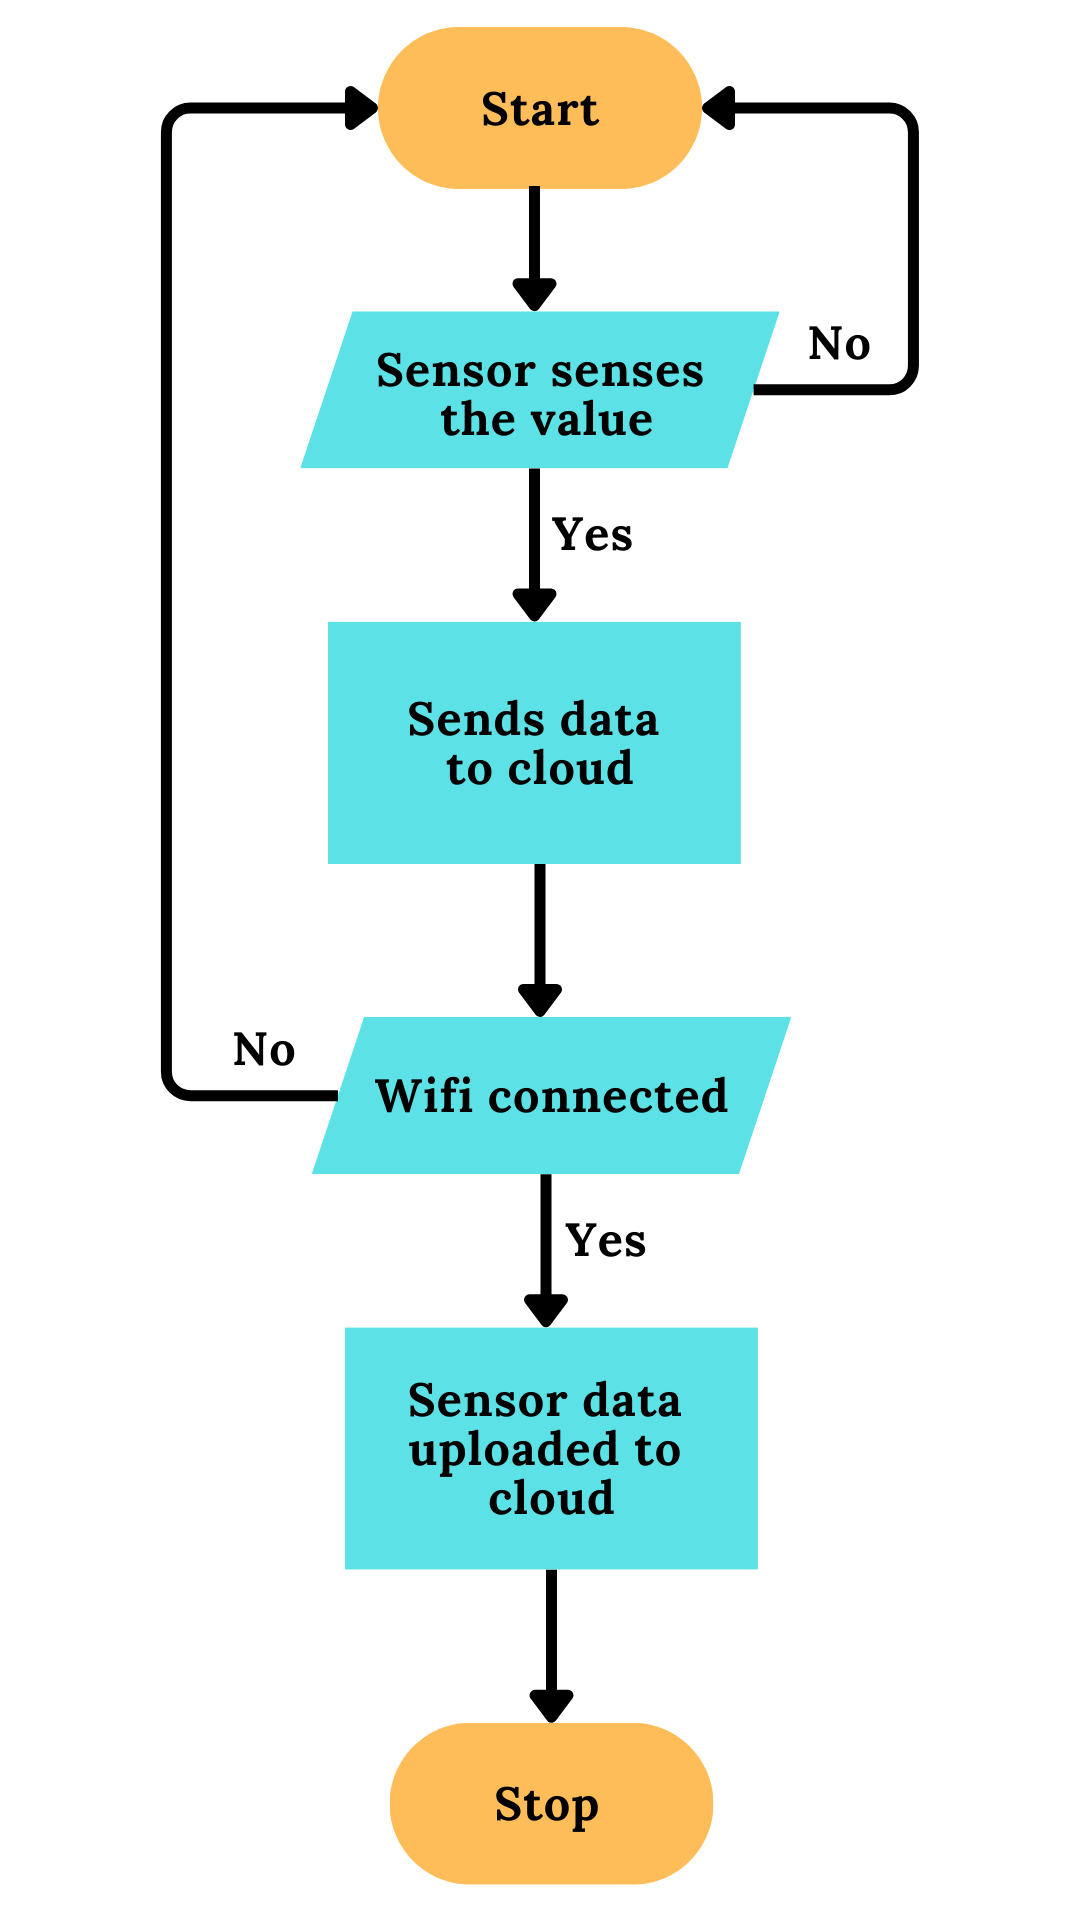 Start
No
Sensor senses
the value
Yes
Sends data
to cloud
No
Wifi connected
Yes
Sensor data
uploaded to
cloud
Stop